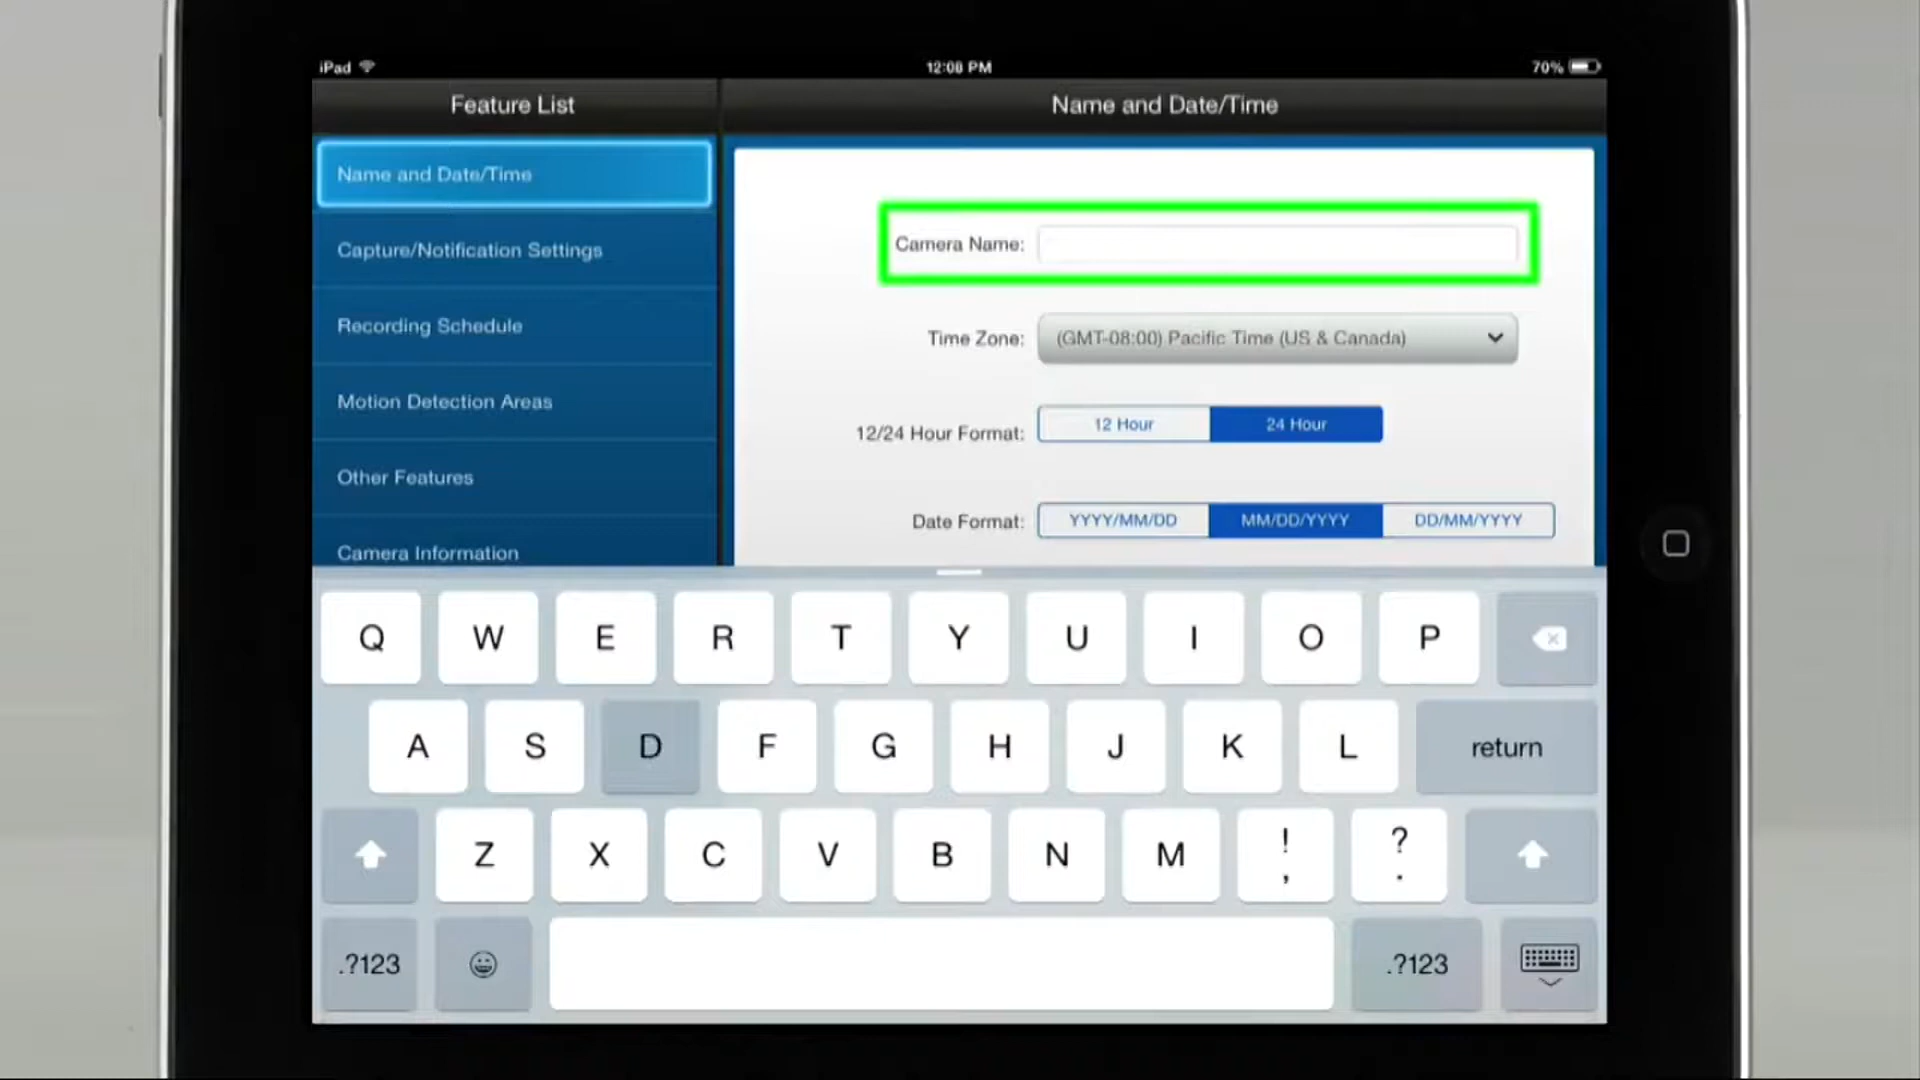 iPad
12:08 PM
70%
Feature List
Name and Date/Time
Name and Date/Time
Capture/Notification Settings
Recording Schedule
Motion Detection Areas
Other Features
Camera Information
Camera Name:
Time Zone: (GMT-08:00) Pacific Time (US & Canada)
12/24 Hour Format: 12 Hour 24 Hour
Date Format: YYYY/MM/DD MM/DD/YYYY DD/MM/YYYY
Q W E R T Y U I O P
A S D F G H J K L return
Z X C V B N M ! , ? .
.?123 .?123